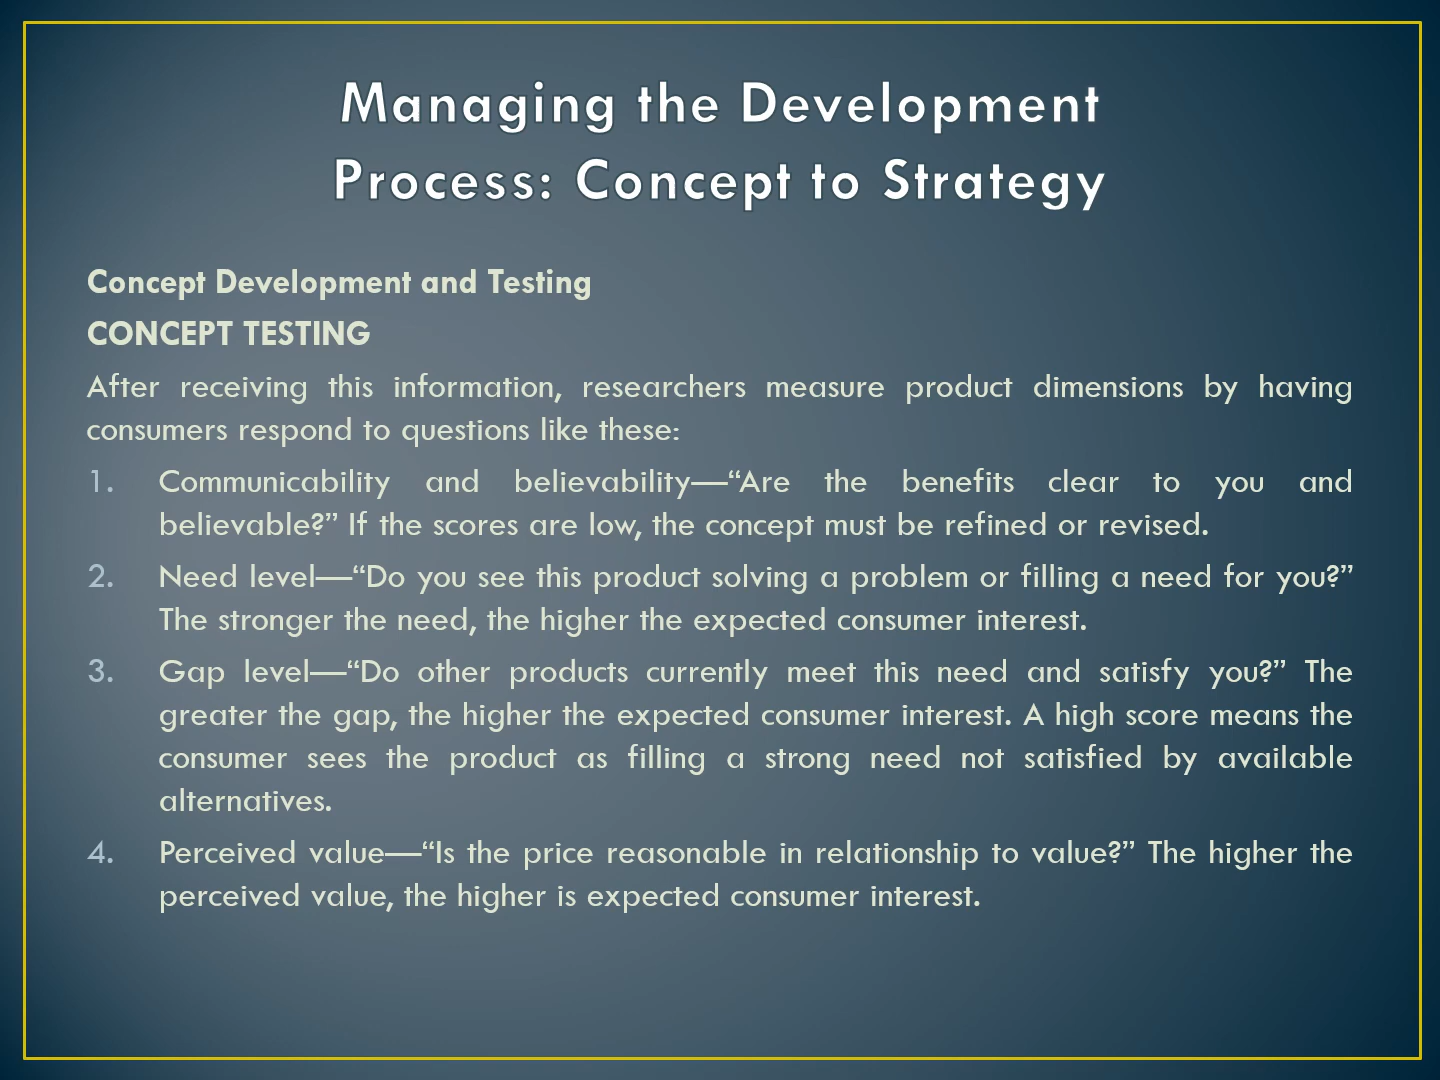 Managing the Development
Process: Concept to Strategy
Concept Development and Testing
CONCEPT TESTING
After receiving this information, researchers measure product dimensions by having
consumers respond to questions like these:
1. Communicability and believability—“Are the benefits clear to you and
believable?” If the scores are low, the concept must be refined or revised.
2. Need level—“Do you see this product solving a problem or filling a need for you?”
The stronger the need, the higher the expected consumer interest.
3. Gap level—“Do other products currently meet this need and satisfy you?” The
greater the gap, the higher the expected consumer interest. A high score means the
consumer sees the product as filling a strong need not satisfied by available
alternatives.
4. Perceived value—“Is the price reasonable in relationship to value?” The higher the
perceived value, the higher is expected consumer interest.